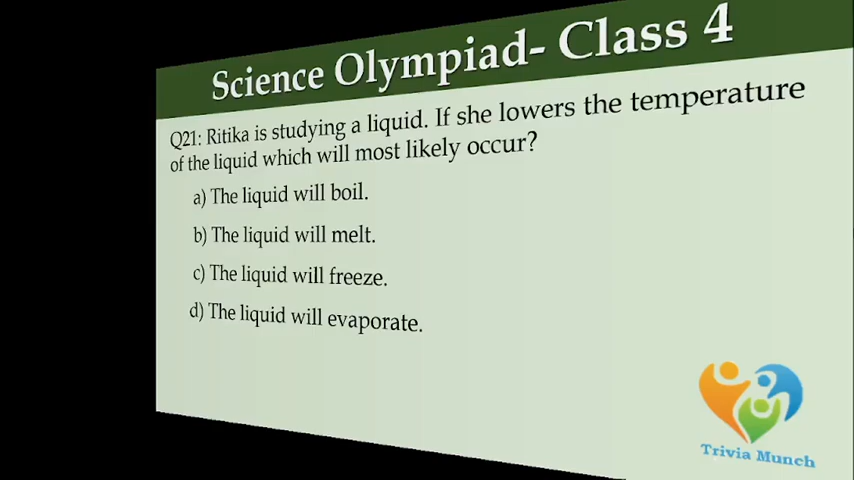 Science Olympiad- Class 4
Q21: Ritika is studying a liquid. If she lowers the temperature
of the liquid which will most likely occur?
a) The liquid will boil.
b) The liquid will melt.
c) The liquid will freeze.
d) The liquid will evaporate.
Trivia Munch